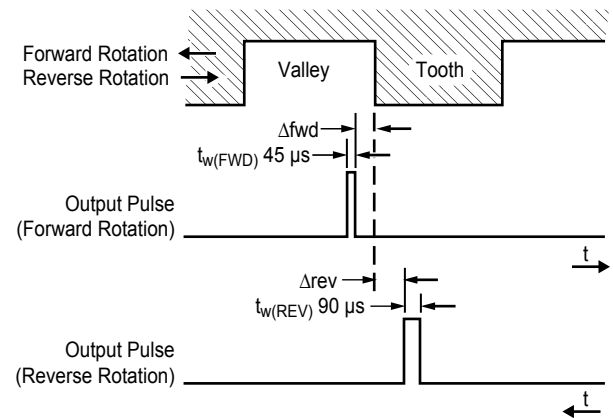 Forward Rotation
Reverse Rotation
Valley
Tooth
Δfwd
tw(FWD) 45 µs
Output Pulse
(Forward Rotation)
t
Δrev
tw(REV) 90 µs
Output Pulse
(Reverse Rotation)
t